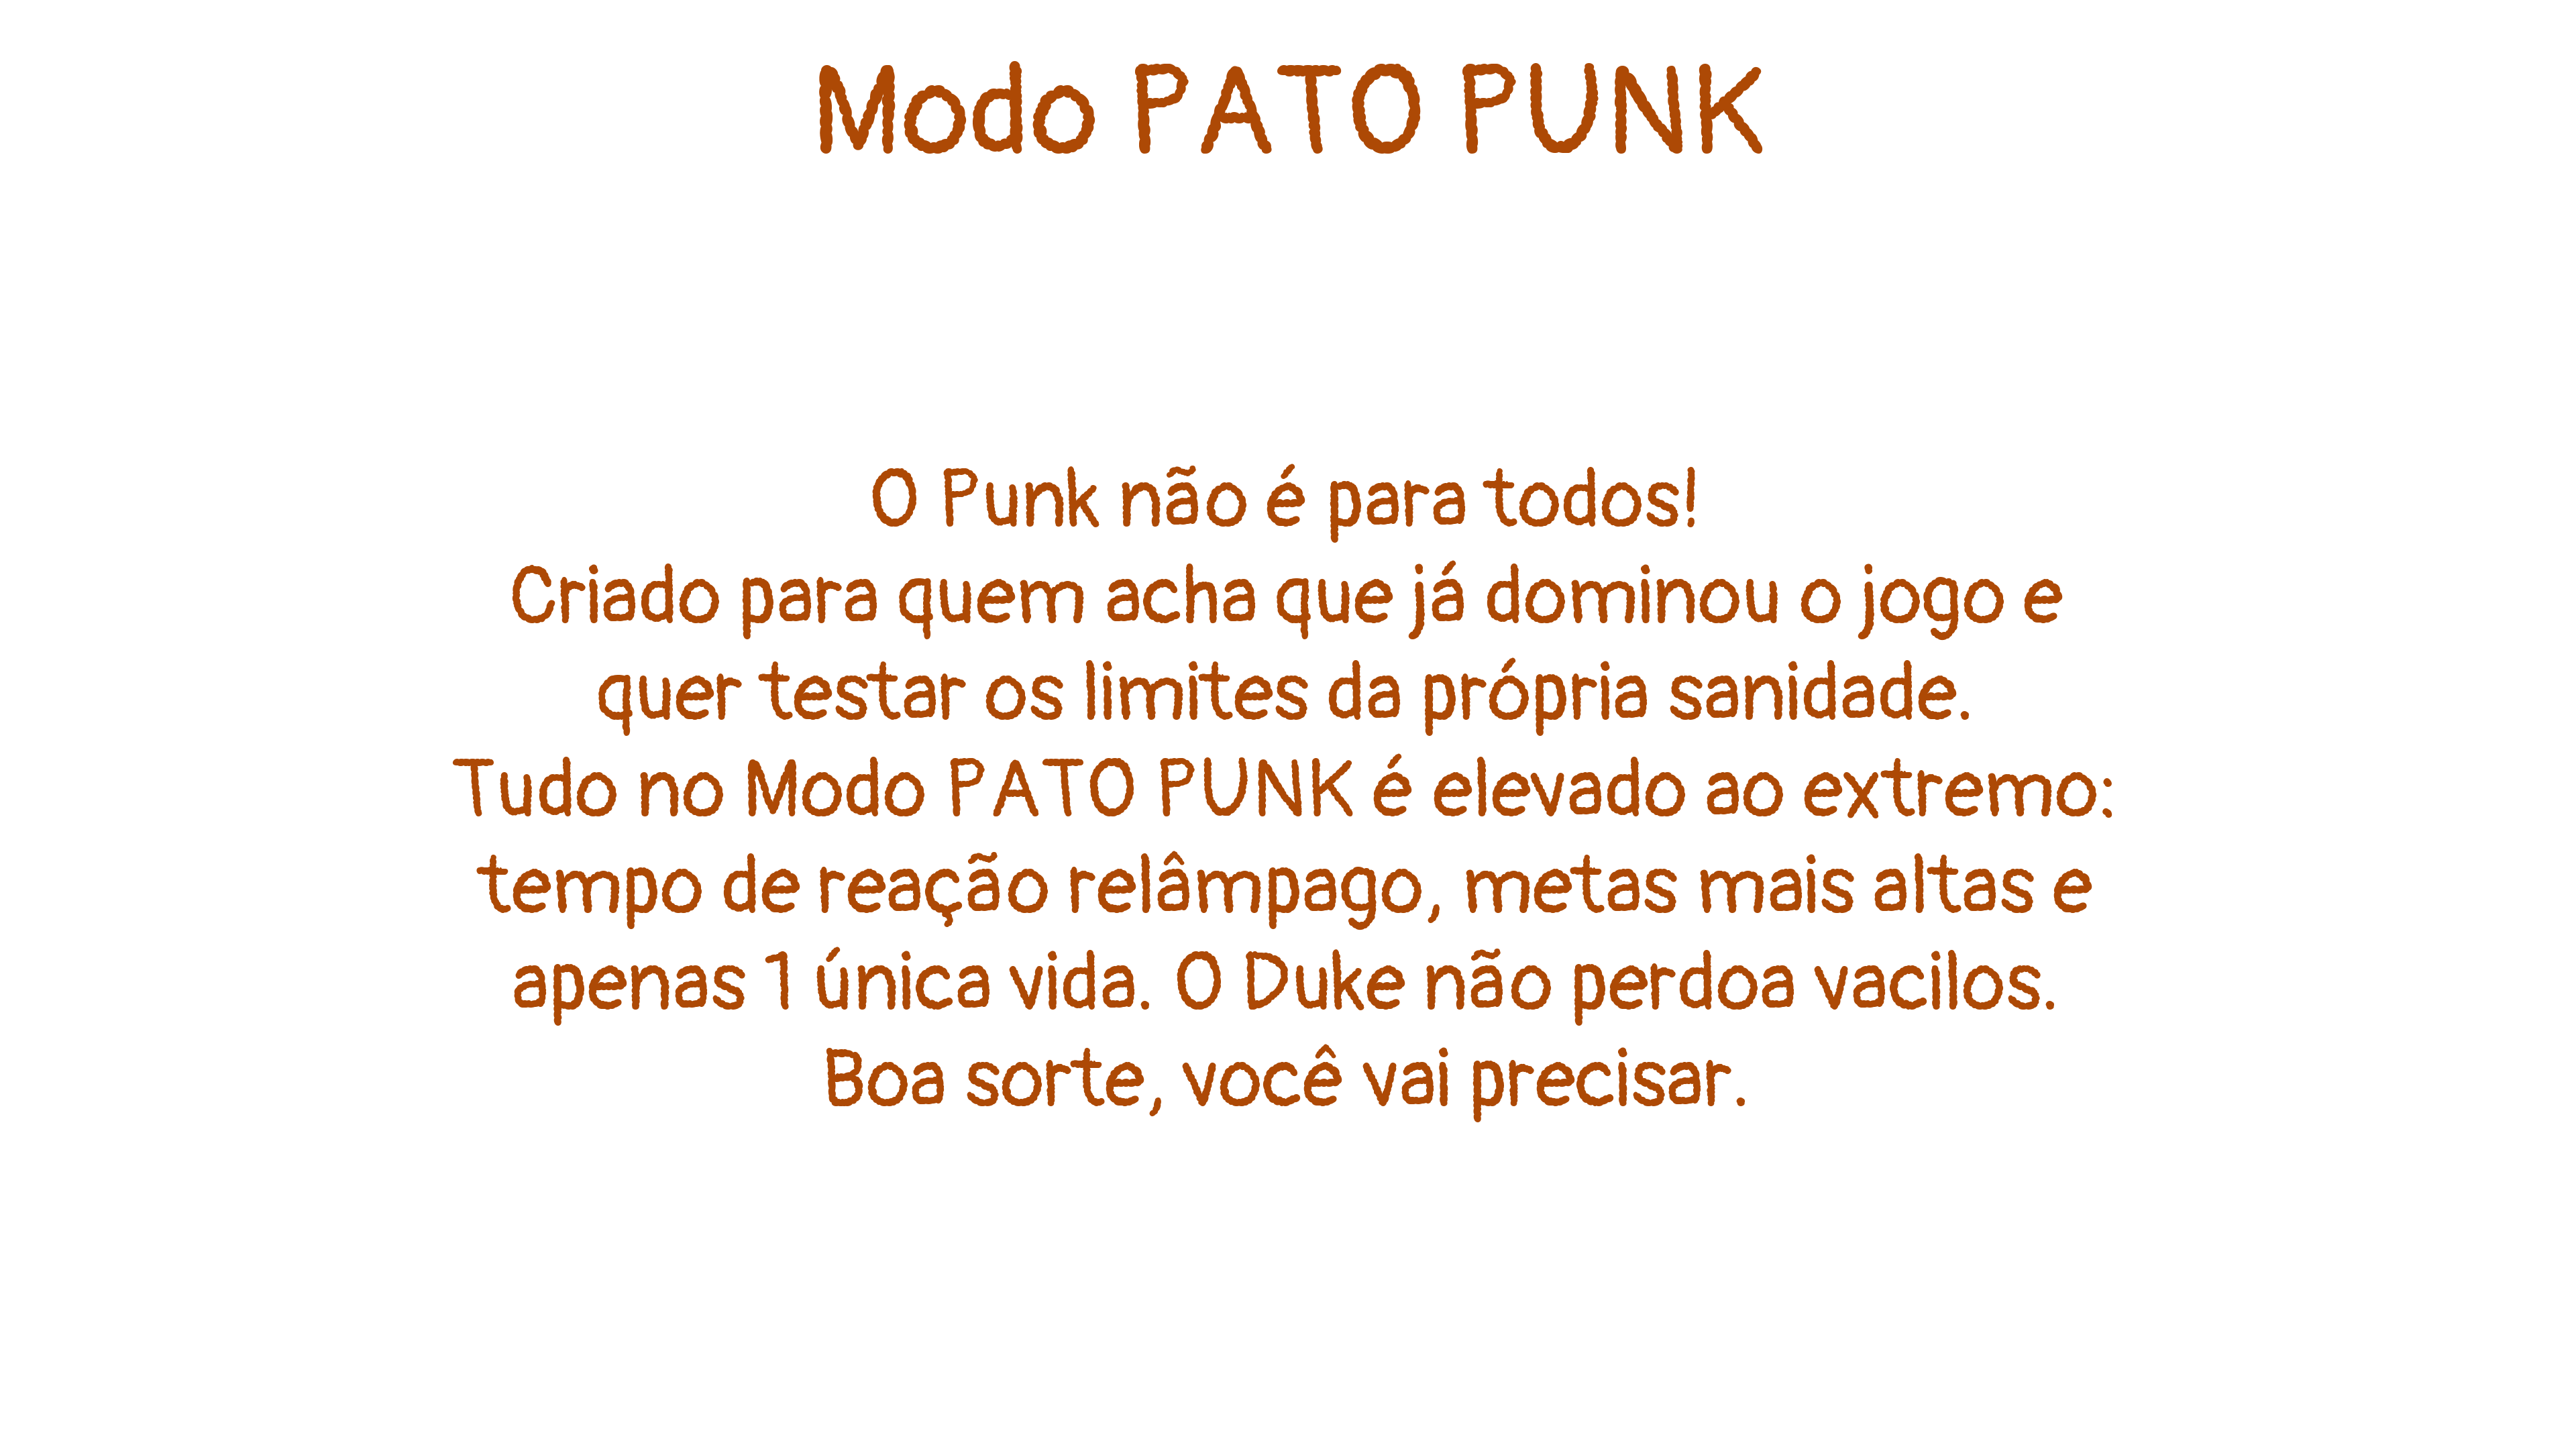 Modo PATO PUNK
O Punk não é para todos!
Criado para quem acha que já dominou o jogo e
quer testar os limites da própria sanidade.
Tudo no Modo PATO PUNK é elevado ao extremo:
tempo de reação relâmpago, metas mais altas e
apenas 1 única vida. O Duke não perdoa vacilos.
Boa sorte, você vai precisar.